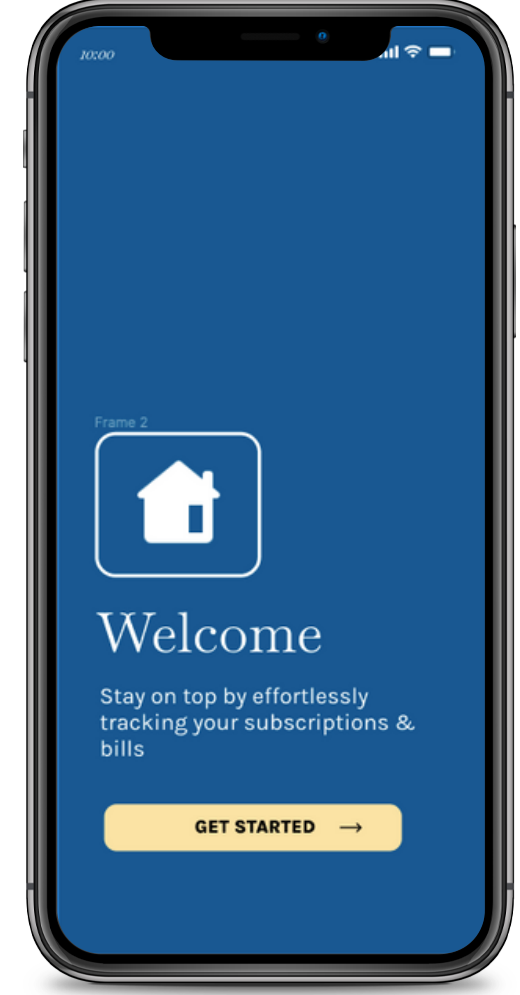 10:00
Frame 2
Welcome
Stay on top by effortlessly
tracking your subscriptions &
bills
GET STARTED →